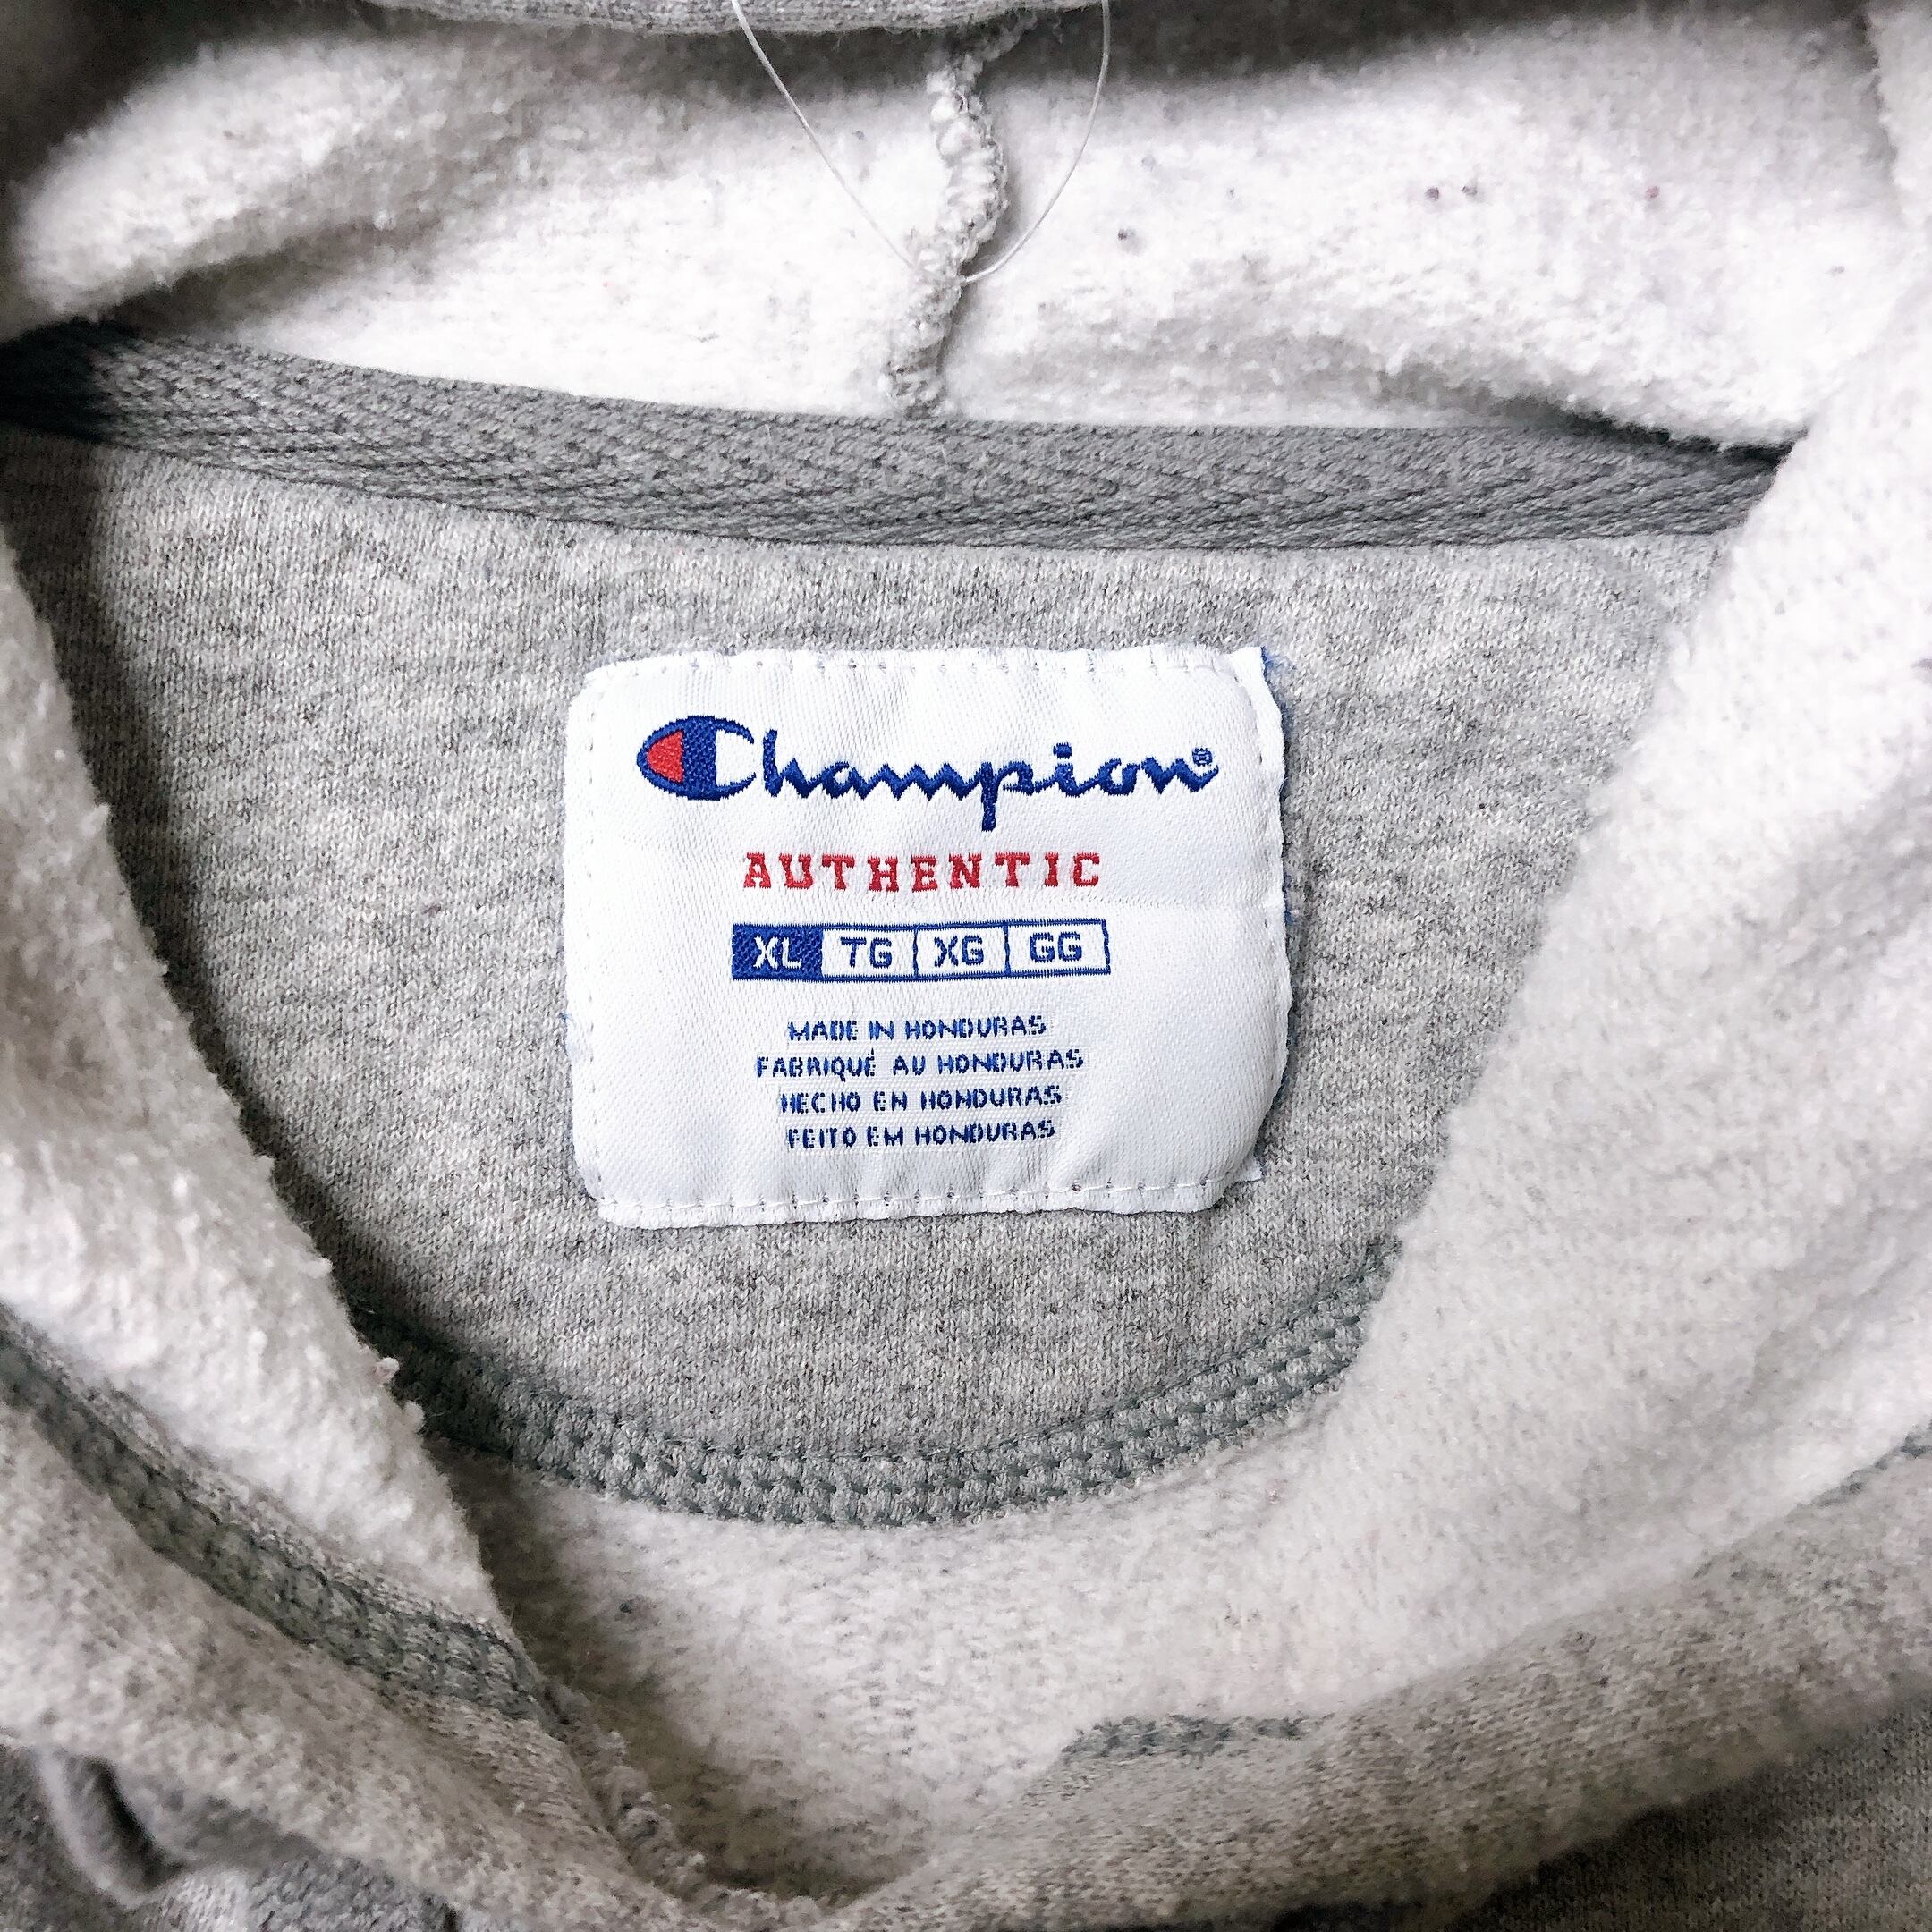 Champion®
AUTHENTIC
XL TG XG GG
MADE IN HONDURAS
FABRIQUÉ AU HONDURAS
HECHO EN HONDURAS
FEITO EM HONDURAS